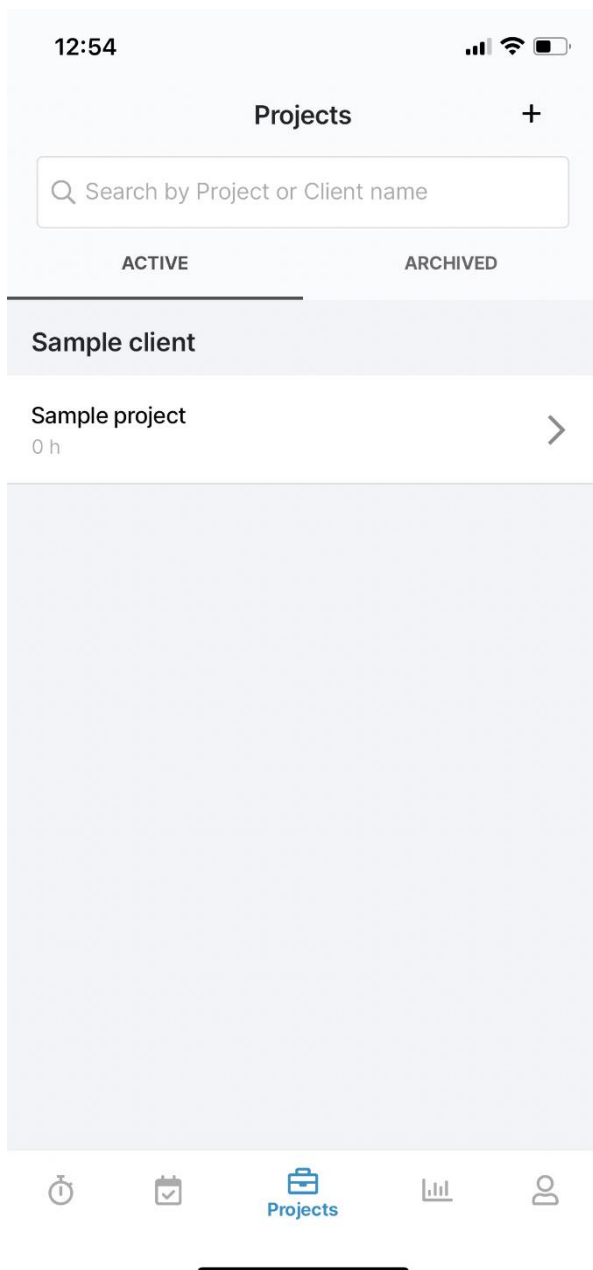 12:54
Projects +
Search by Project or Client name
ACTIVE ARCHIVED
Sample client
Sample project
0 h
Projects